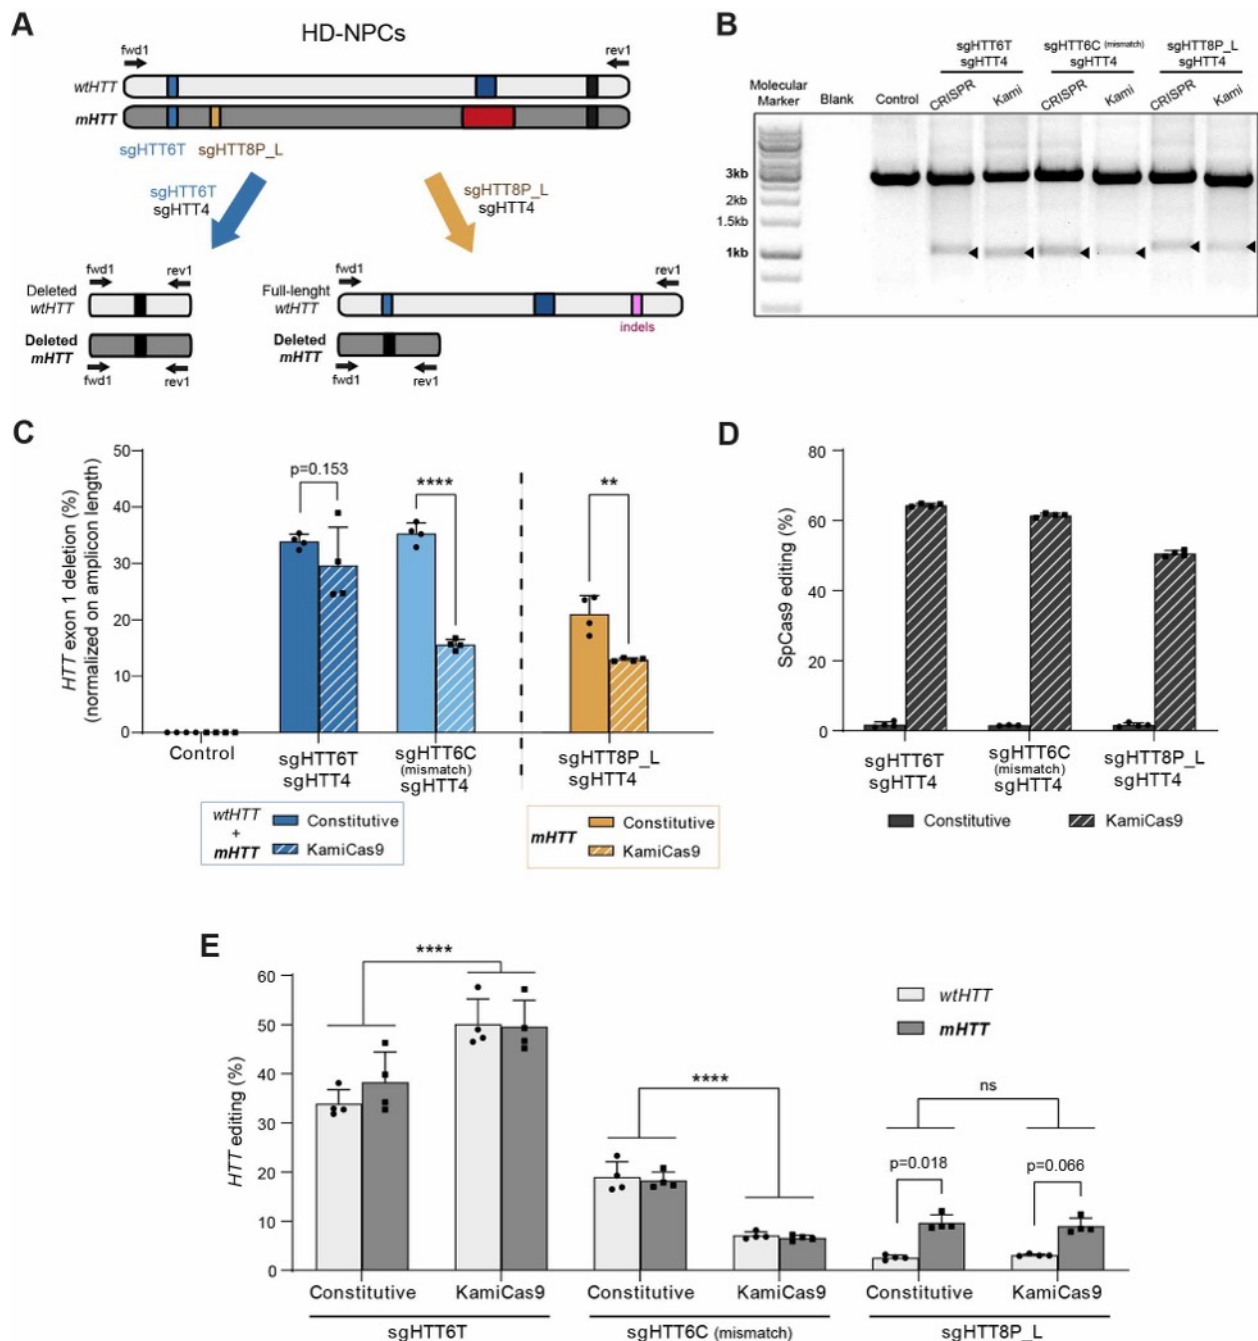 A
HD-NPCs
fwd1
rev1
wtHTT
mHTT
sgHTT6T
sgHTT8P_L
sgHTT6T
sgHTT4
sgHTT8P_L
sgHTT4
fwd1
rev1
Deleted
wtHTT
Deleted
mHTT
fwd1
rev1
fwd1
rev1
Full-lenght
wtHTT
indels
Deleted
mHTT
fwd1
rev1
B
sgHTT6T
sgHTT4
sgHTT6C (mismatch)
sgHTT4
sgHTT8P_L
sgHTT4
Molecular
Marker
Blank
Control
CRISPR
Kami
CRISPR
Kami
CRISPR
Kami
3kb
2kb
1.5kb
1kb
C
HTT exon 1 deletion (%)
(normalized on amplicon length)
50
40
30
20
10
0
p=0.153
****
**
Control
sgHTT6T
sgHTT4
sgHTT6C
(mismatch)
sgHTT4
sgHTT8P_L
sgHTT4
wtHTT
+
mHTT
Constitutive
KamiCas9
mHTT
Constitutive
KamiCas9
D
SpCas9 editing (%)
80
60
40
20
0
sgHTT6T
sgHTT4
sgHTT6C
(mismatch)
sgHTT4
sgHTT8P_L
sgHTT4
Constitutive
KamiCas9
E
HTT editing (%)
60
50
40
30
20
10
0
****
****
ns
p=0.018
p=0.066
wtHTT
mHTT
Constitutive
KamiCas9
Constitutive
KamiCas9
Constitutive
KamiCas9
sgHTT6T
sgHTT6C (mismatch)
sgHTT8P_L